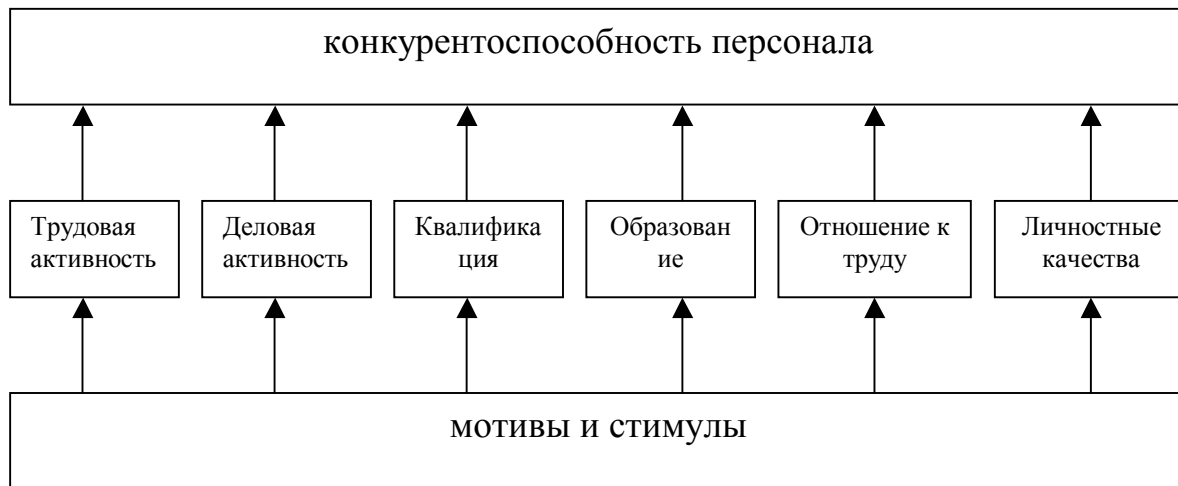 конкурентоспособность персонала
Трудовая
активность
Деловая
активность
Квалифика
ция
Образован
ие
Отношение к
труду
Личностные
качества
мотивы и стимулы